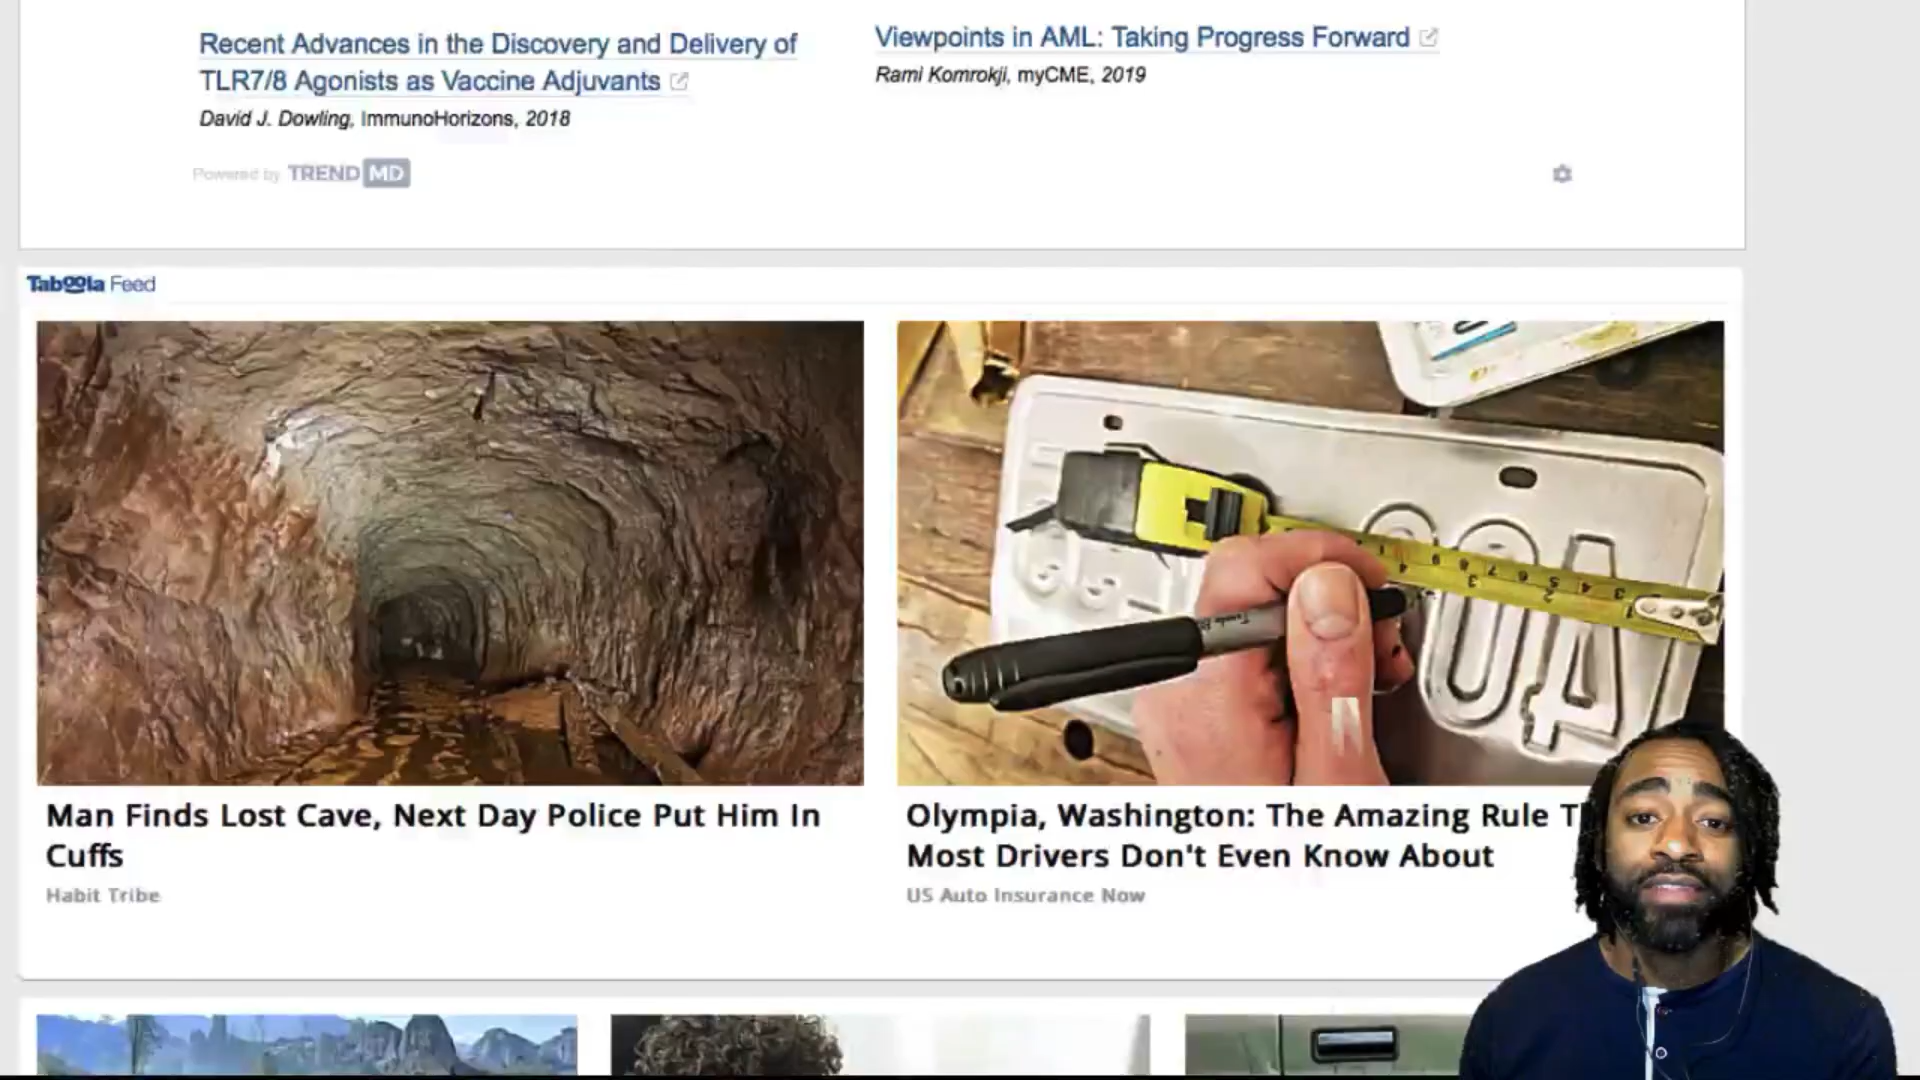 Recent Advances in the Discovery and Delivery of
TLR7/8 Agonists as Vaccine Adjuvants
David J. Dowling, ImmunoHorizons, 2018
Viewpoints in AML: Taking Progress Forward
Rami Komrokji, myCME, 2019
Powered by TREND MD
Taboola Feed
Man Finds Lost Cave, Next Day Police Put Him In
Cuffs
Habit Tribe
Olympia, Washington: The Amazing Rule
Most Drivers Don't Even Know About
US Auto Insurance Now